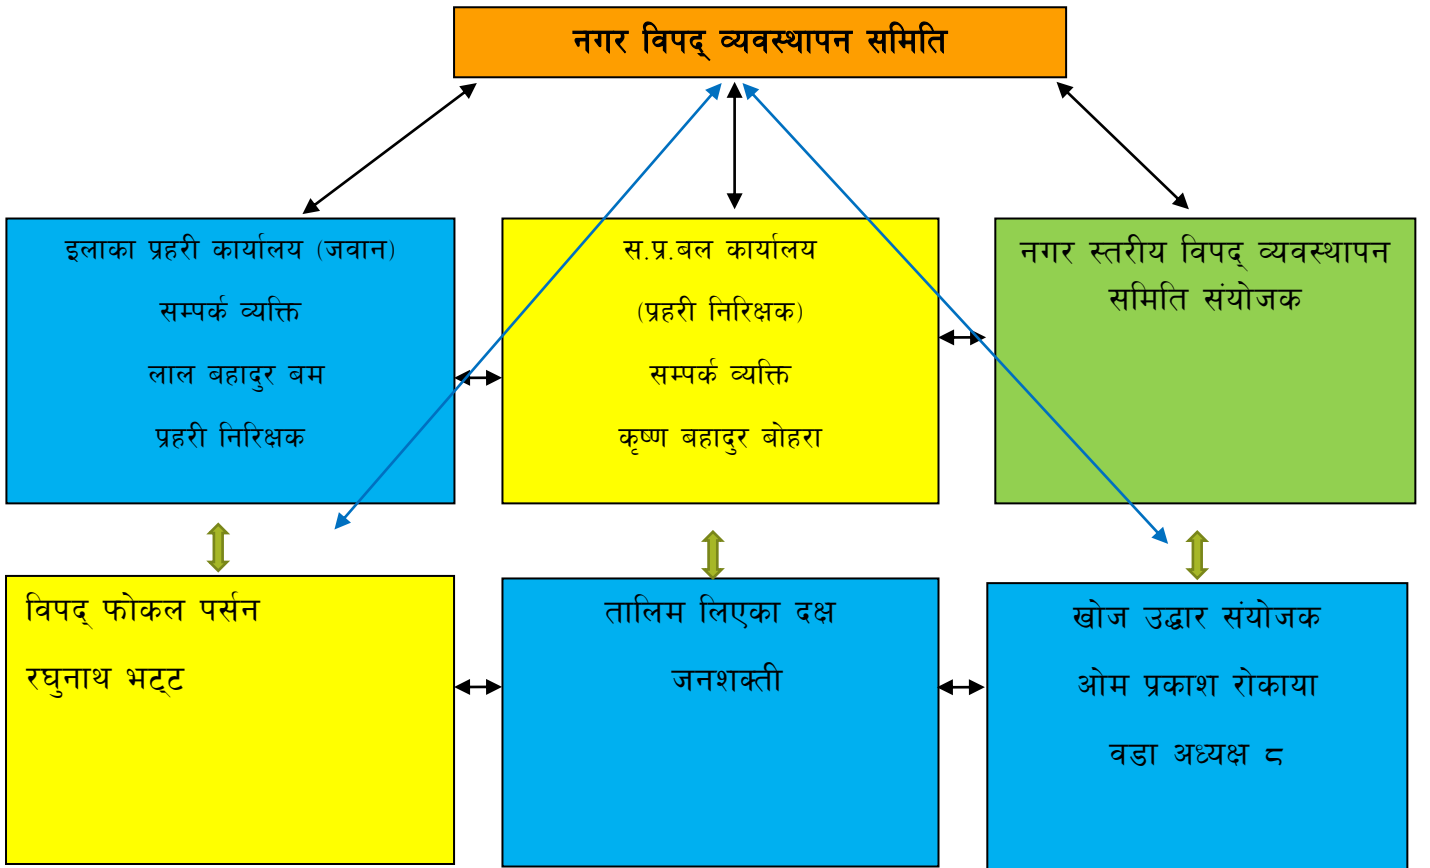 नगर विपद् व्यवस्थापन समिति
इलाका प्रहरी कार्यालय (जवान)
सम्पर्क व्यक्ति
लाल बहादुर बम
प्रहरी निरिक्षक
स.प्र.बल कार्यालय
(प्रहरी निरिक्षक)
सम्पर्क व्यक्ति
कृष्ण बहादुर बोहरा
नगर स्तरीय विपद् व्यवस्थापन
समिति संयोजक
विपद् फोकल पर्सन
रघुनाथ भट्ट
तालिम लिएका दक्ष
जनशक्ती
खोज उद्धार संयोजक
ओम प्रकाश रोकाया
वडा अध्यक्ष ८